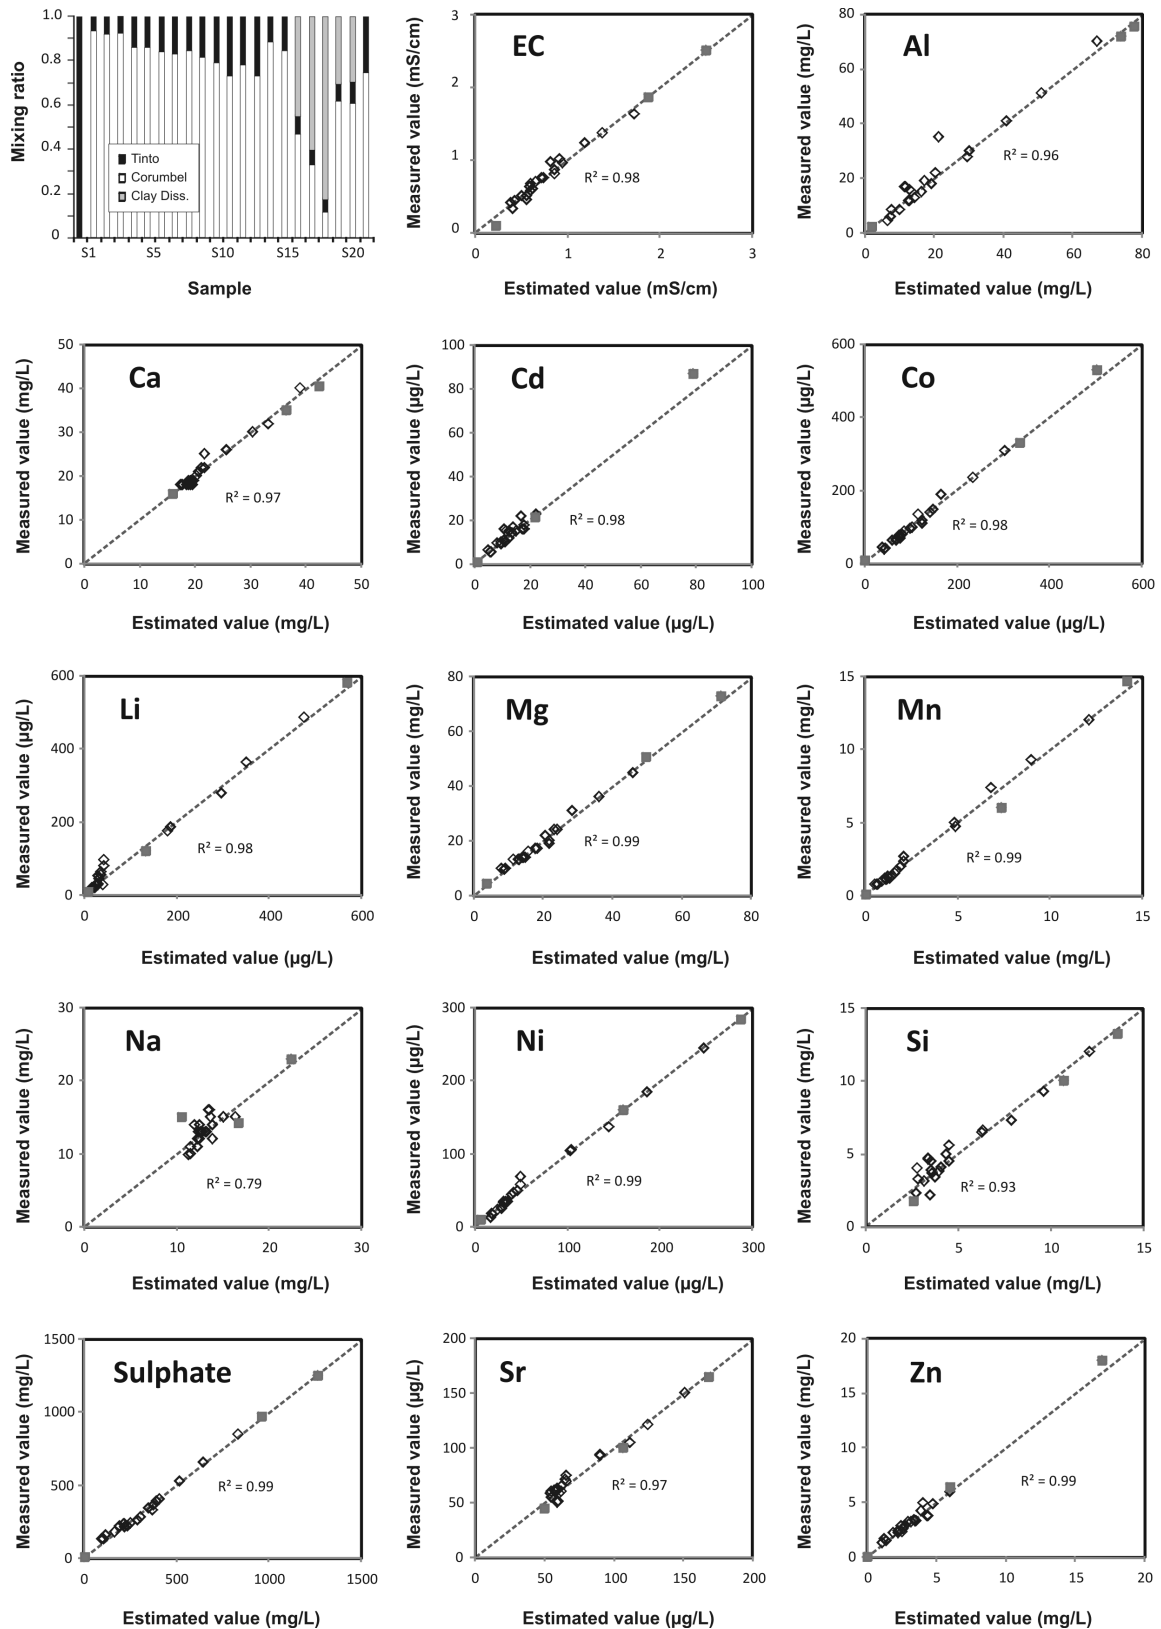 1.0
0.8
0.6
0.4
0.2
0
Mixing ratio
Tinto
Corumbel
Clay Diss.
S1 S5 S10 S15 S20
Sample
EC
3
2
1
0
Measured value (mS/cm)
R² = 0.98
0 1 2 3
Estimated value (mS/cm)
Al
80
60
40
20
0
Measured value (mg/L)
R² = 0.96
0 20 40 60 80
Estimated value (mg/L)
Ca
50
40
30
20
10
0
Measured value (mg/L)
R² = 0.97
0 10 20 30 40 50
Estimated value (mg/L)
Cd
100
80
60
40
20
0
Measured value (µg/L)
R² = 0.98
0 20 40 60 80 100
Estimated value (µg/L)
Co
600
400
200
0
Measured value (µg/L)
R² = 0.98
0 200 400 600
Estimated value (µg/L)
Li
600
400
200
0
Measured value (µg/L)
R² = 0.98
0 200 400 600
Estimated value (µg/L)
Mg
80
60
40
20
0
Measured value (mg/L)
R² = 0.99
0 20 40 60 80
Estimated value (mg/L)
Mn
15
10
5
0
Measured value (mg/L)
R² = 0.99
0 5 10 15
Estimated value (mg/L)
Na
30
20
10
0
Measured value (mg/L)
R² = 0.79
0 10 20 30
Estimated value (mg/L)
Ni
300
200
100
0
Measured value (µg/L)
R² = 0.99
0 100 200 300
Estimated value (µg/L)
Si
15
10
5
0
Measured value (mg/L)
R² = 0.93
0 5 10 15
Estimated value (mg/L)
Sulphate
1500
1000
500
0
Measured value (mg/L)
R² = 0.99
0 500 1000 1500
Estimated value (mg/L)
Sr
200
150
100
50
0
Measured value (µg/L)
R² = 0.97
0 50 100 150 200
Estimated value (µg/L)
Zn
20
15
10
5
0
Measured value (mg/L)
R² = 0.99
0 5 10 15 20
Estimated value (mg/L)